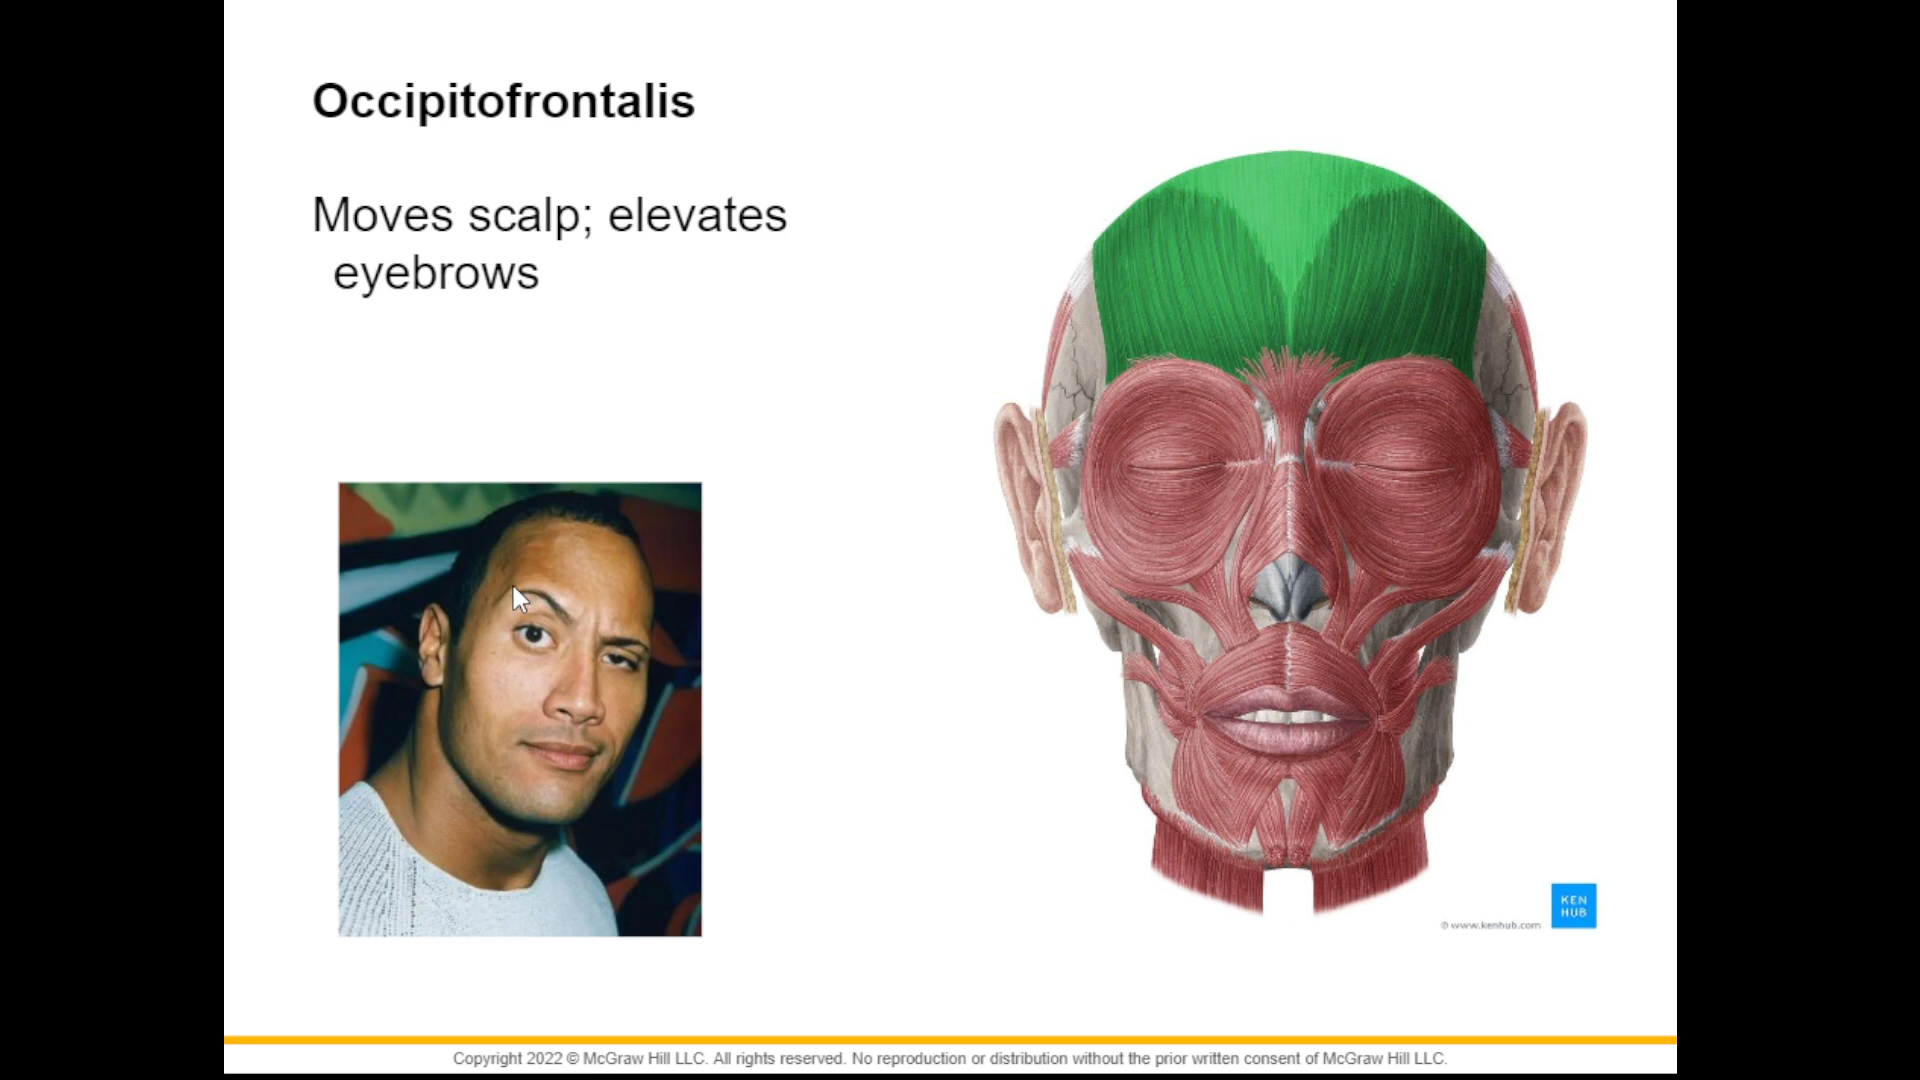 Occipitofrontalis
Moves scalp; elevates
eyebrows
KEN
HUB
© www.kenhub.com
Copyright 2022 © McGraw Hill LLC. All rights reserved. No reproduction or distribution without the prior written consent of McGraw Hill LLC.